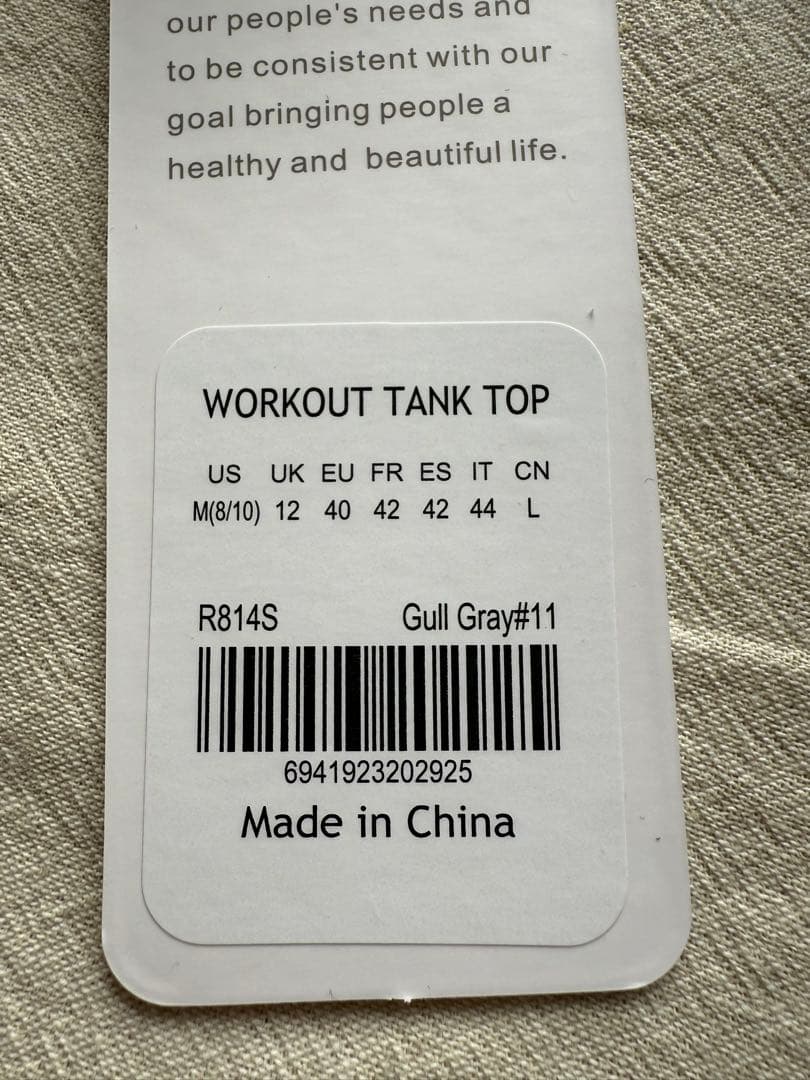 our people's needs and
to be consistent with our
goal bringing people a
healthy and beautiful life.
WORKOUT TANK TOP
US UK EU FR ES IT CN
M(8/10) 12 40 42 42 44 L
R814S Gull Gray#11
6941923202925
Made in China